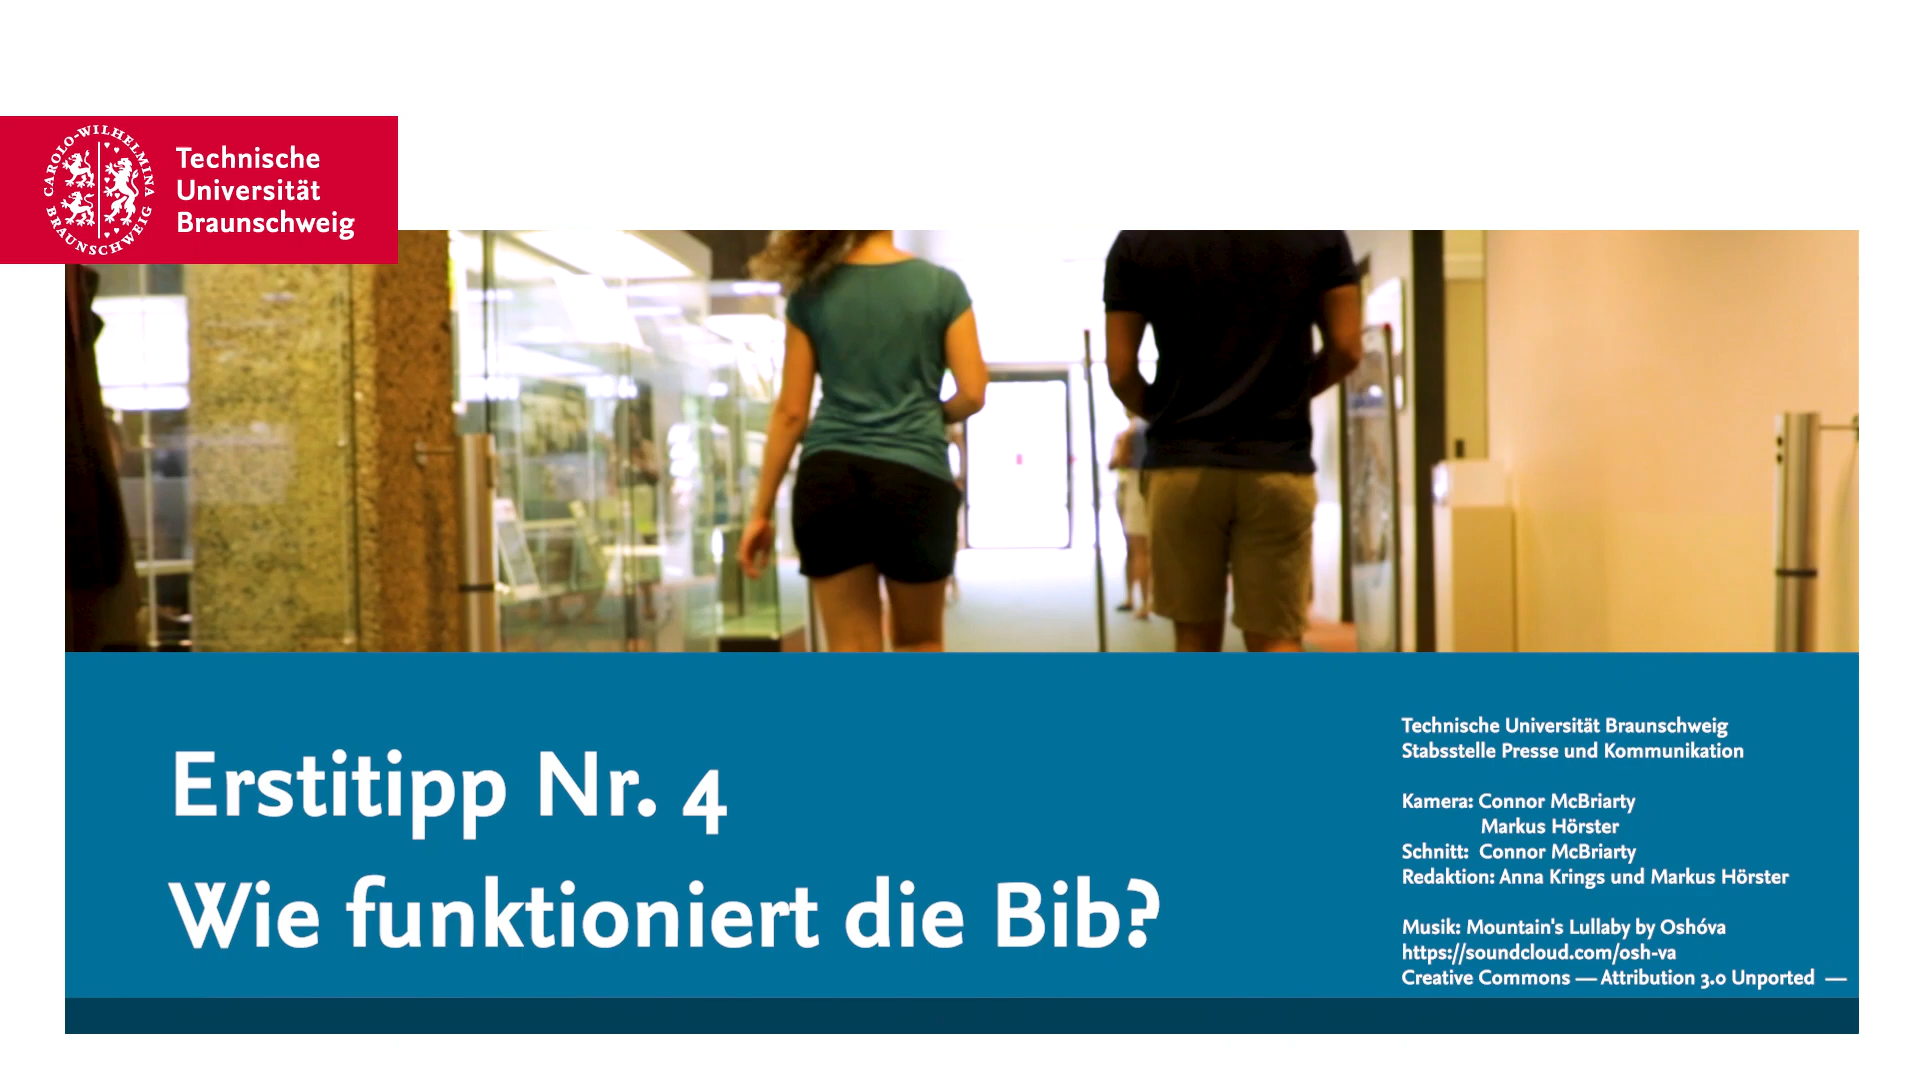 CAROLO-WILHELMINA
BRAUNSCHWEIG
Technische
Universität
Braunschweig
Erstitipp Nr. 4
Wie funktioniert die Bib?
Technische Universität Braunschweig
Stabsstelle Presse und Kommunikation
Kamera: Connor McBriarty
Markus Hörster
Schnitt: Connor McBriarty
Redaktion: Anna Krings und Markus Hörster
Musik: Mountain's Lullaby by Oshóva
https://soundcloud.com/osh-va
Creative Commons — Attribution 3.0 Unported —